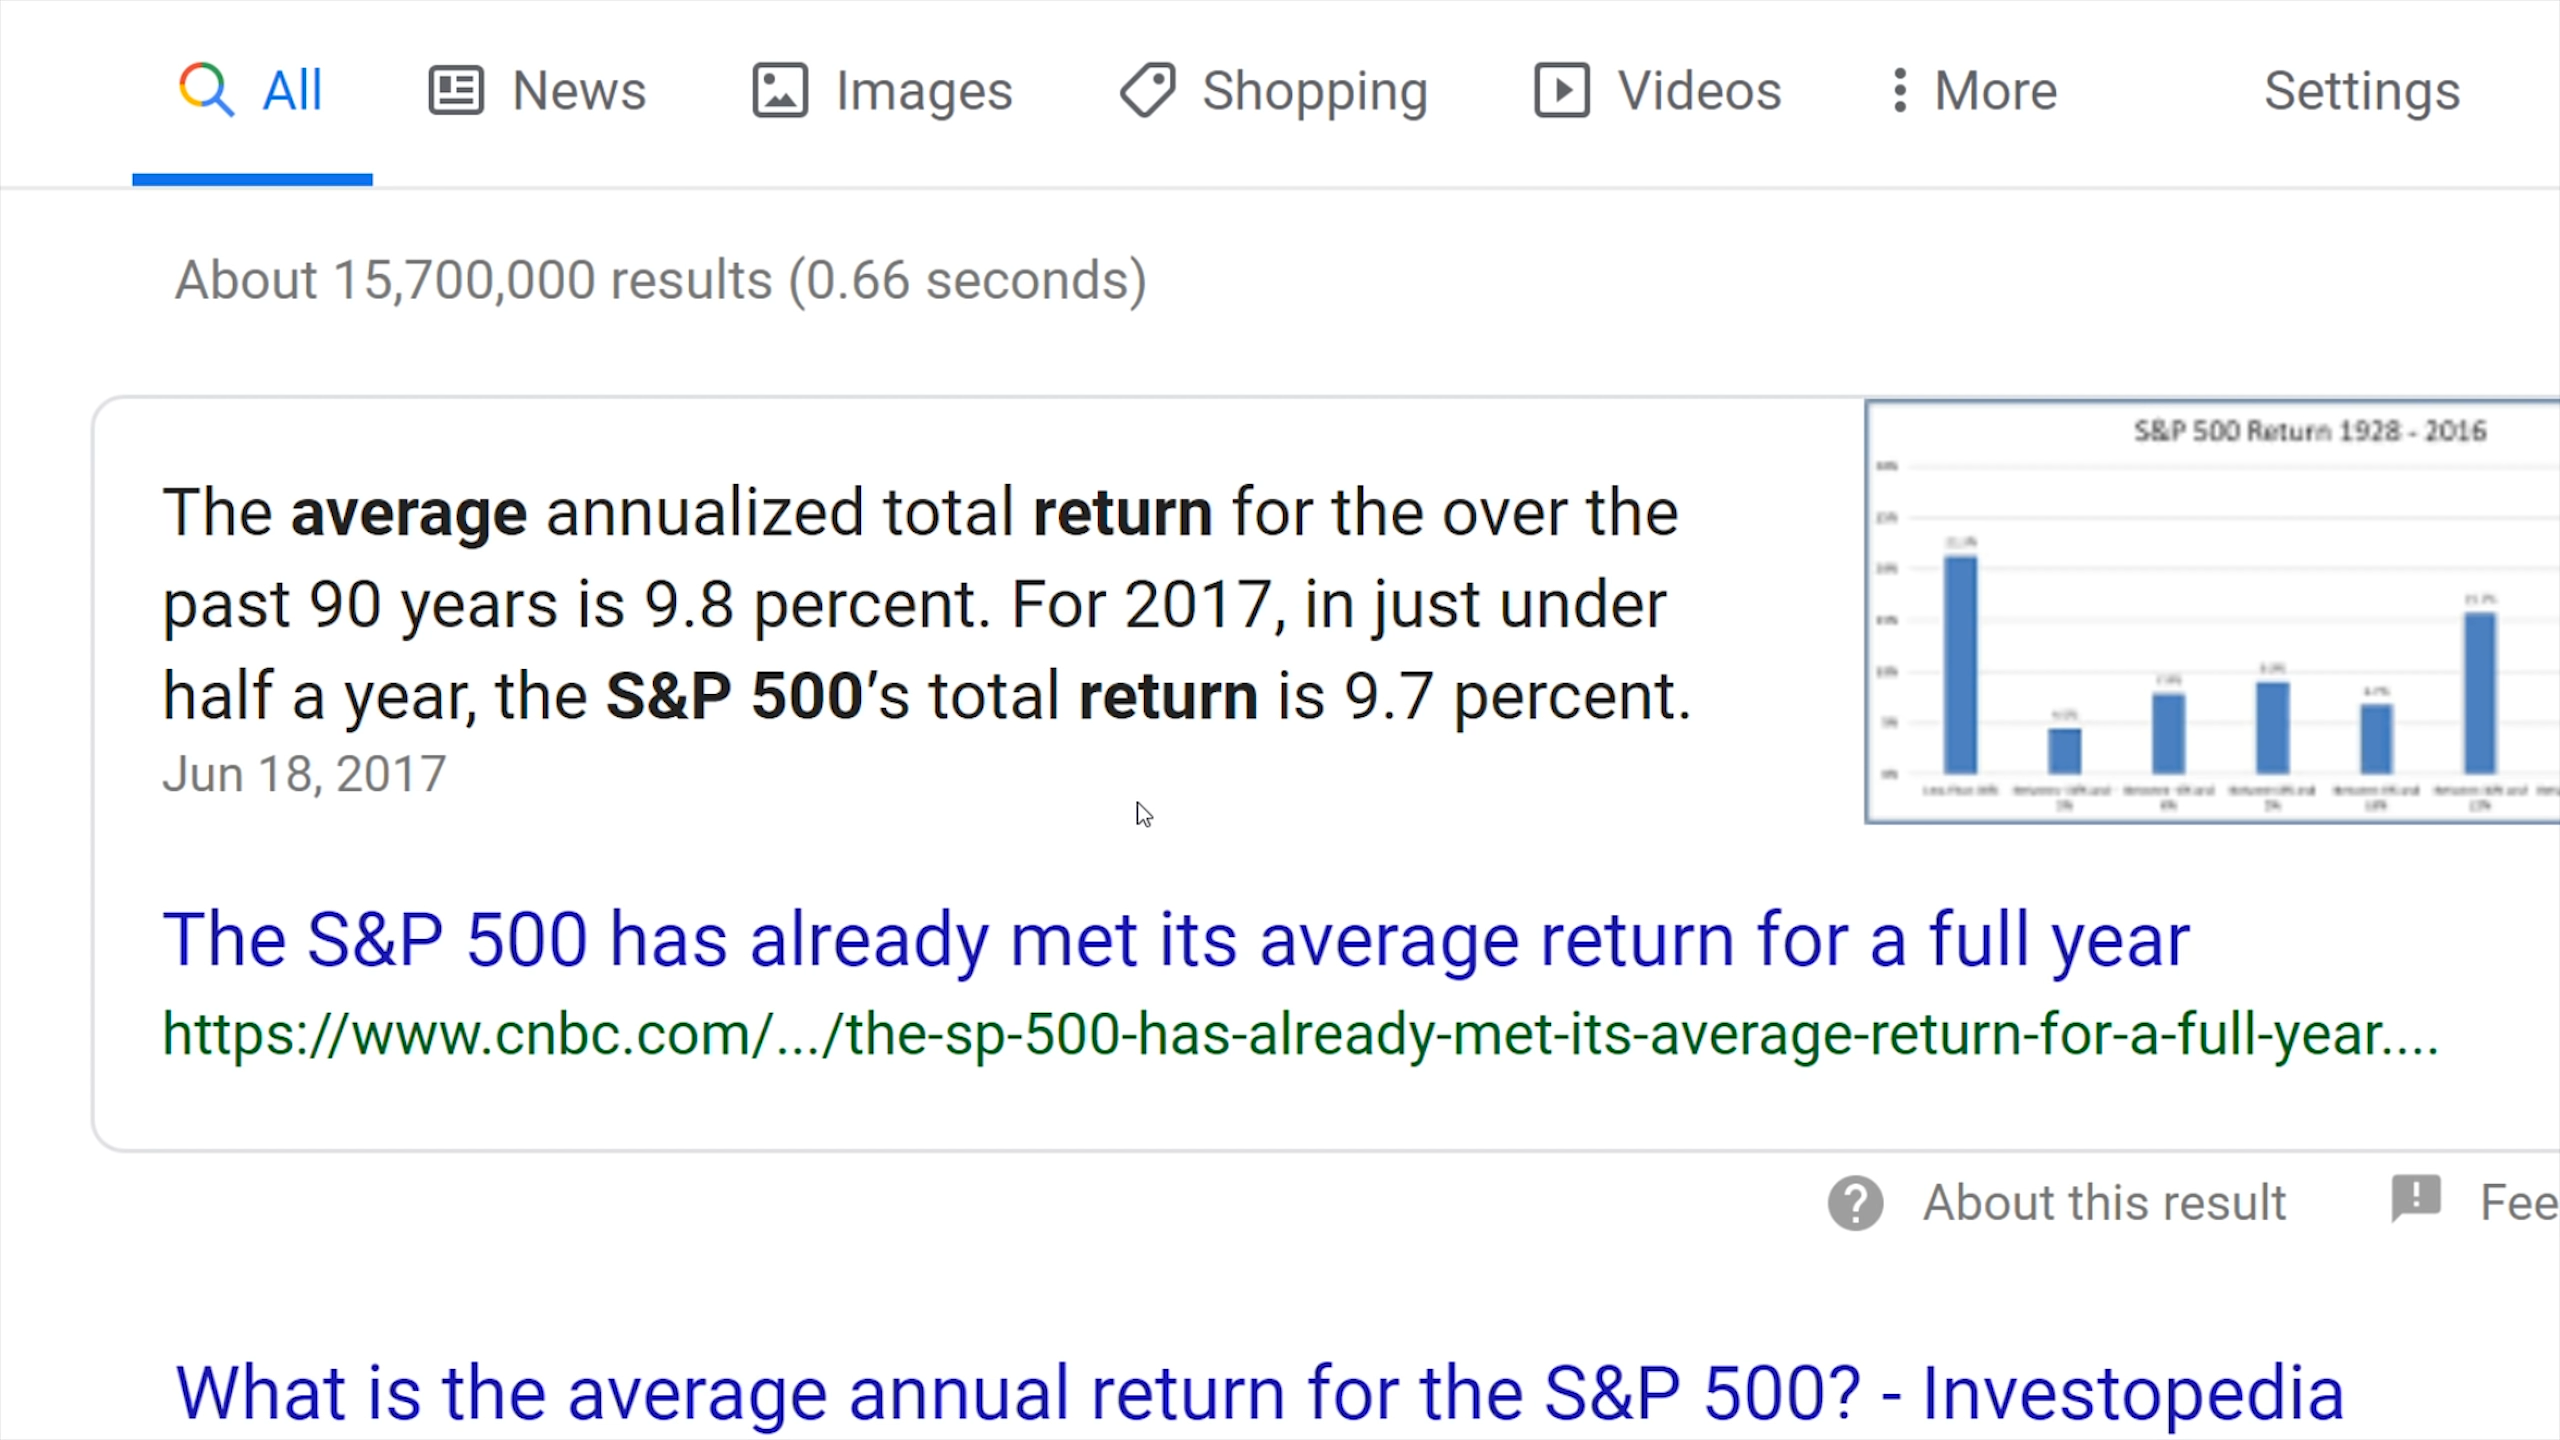 All News Images Shopping Videos More Settings
About 15,700,000 results (0.66 seconds)
The average annualized total return for the over the
past 90 years is 9.8 percent. For 2017, in just under
half a year, the S&P 500's total return is 9.7 percent.
Jun 18, 2017
S&P 500 Return 1928 - 2016
The S&P 500 has already met its average return for a full year
https://www.cnbc.com/.../the-sp-500-has-already-met-its-average-return-for-a-full-year....
About this result
What is the average annual return for the S&P 500? - Investopedia